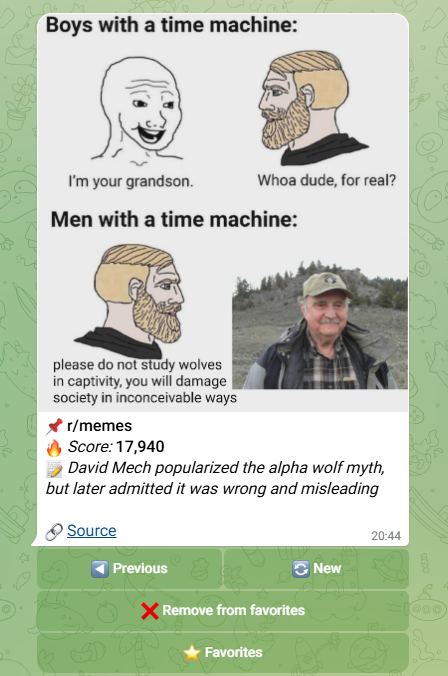 Boys with a time machine:
I'm your grandson.
Whoa dude, for real?
Men with a time machine:
please do not study wolves
in captivity, you will damage
society in inconceivable ways
📌 r/memes
🔥 Score: 17,940
📝 David Mech popularized the alpha wolf myth,
but later admitted it was wrong and misleading
🔗 Source
20:44
◀️ Previous
🔄 New
❌ Remove from favorites
⭐ Favorites